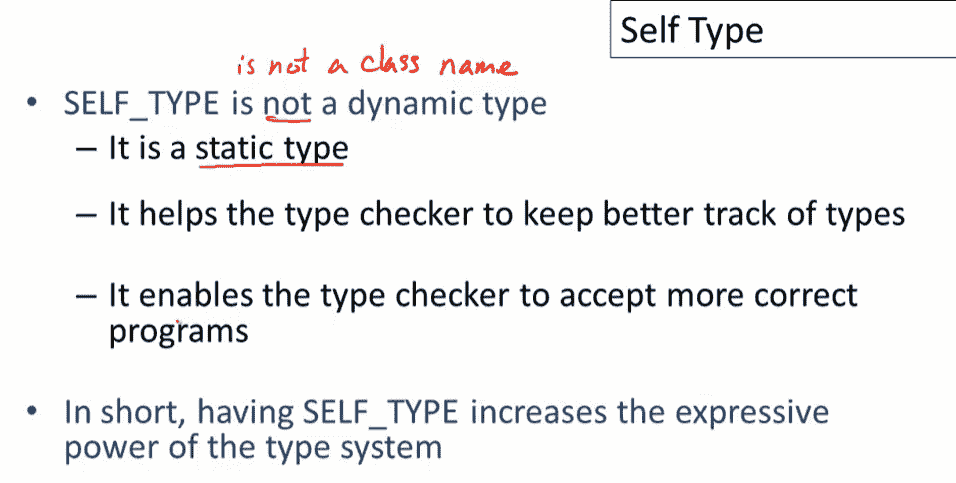 Self Type
is not a class name
• SELF_TYPE is not a dynamic type
– It is a static type
– It helps the type checker to keep better track of types
– It enables the type checker to accept more correct
programs
• In short, having SELF_TYPE increases the expressive
power of the type system